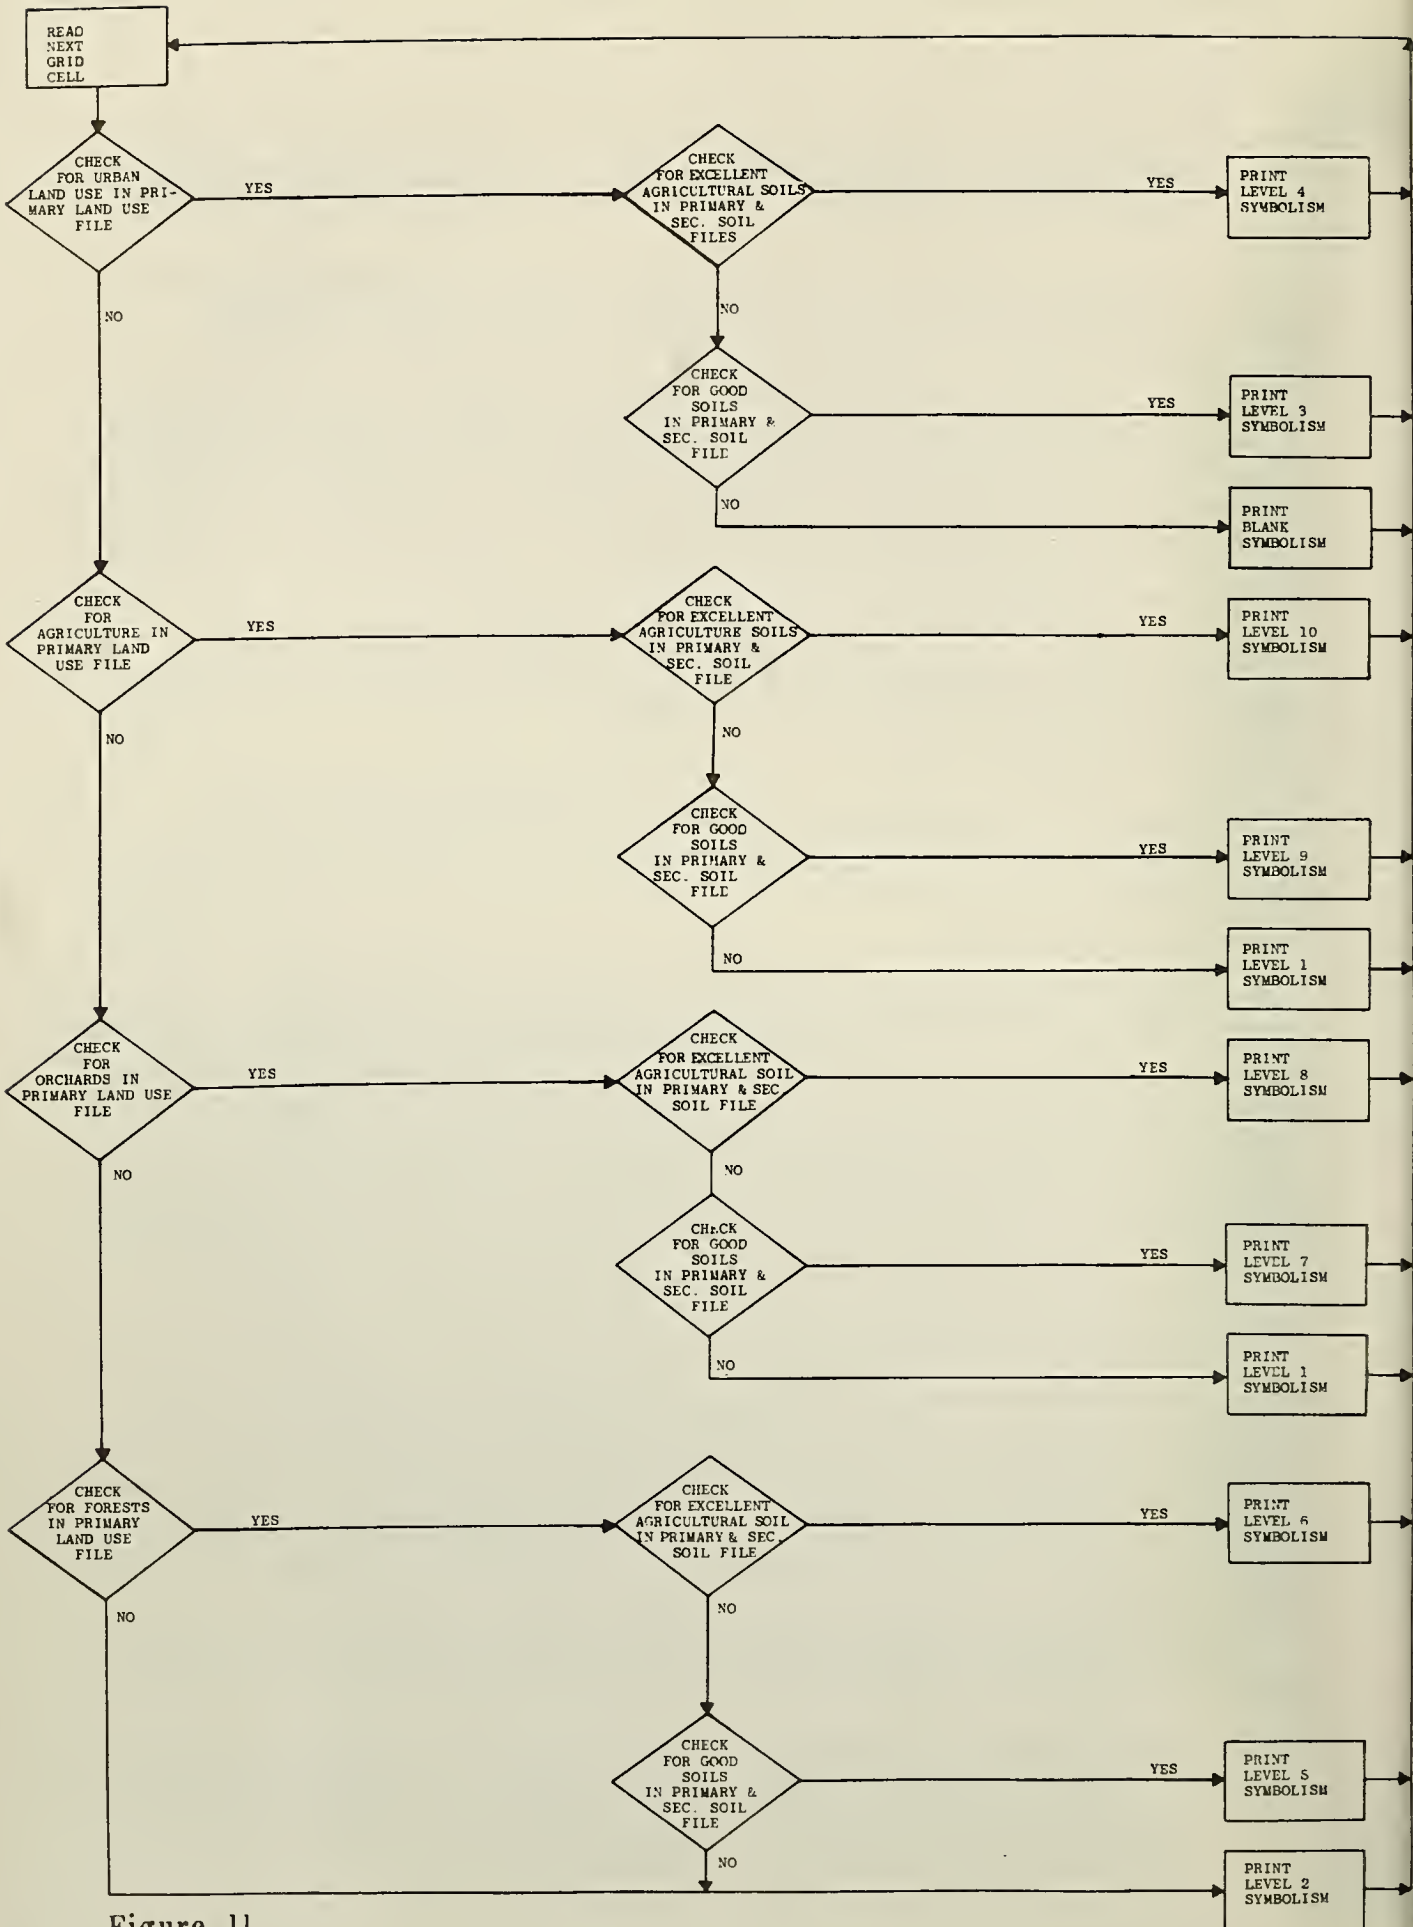 READ
NEXT
GRID
CELL
CHECK
FOR URBAN
LAND USE IN PRI-
MARY LAND USE
FILE
YES
CHECK
FOR EXCELLENT
AGRICULTURAL SOILS
IN PRIMARY &
SEC. SOIL
FILES
YES
PRINT
LEVEL 4
SYMBOLISM
NO
NO
CHECK
FOR GOOD
SOILS
IN PRIMARY &
SEC. SOIL
FILE
YES
PRINT
LEVEL 3
SYMBOLISM
NO
PRINT
BLANK
SYMBOLISM
CHECK
FOR
AGRICULTURE IN
PRIMARY LAND
USE FILE
YES
CHECK
FOR EXCELLENT
AGRICULTURE SOILS
IN PRIMARY &
SEC. SOIL
FILE
YES
PRINT
LEVEL 10
SYMBOLISM
NO
NO
CHECK
FOR GOOD
SOILS
IN PRIMARY &
SEC. SOIL
FILE
YES
PRINT
LEVEL 9
SYMBOLISM
NO
PRINT
LEVEL 1
SYMBOLISM
CHECK
FOR
ORCHARDS IN
PRIMARY LAND USE
FILE
YES
CHECK
FOR EXCELLENT
AGRICULTURAL SOIL
IN PRIMARY & SEC.
SOIL FILE
YES
PRINT
LEVEL 8
SYMBOLISM
NO
NO
CHECK
FOR GOOD
SOILS
IN PRIMARY &
SEC. SOIL
FILE
YES
PRINT
LEVEL 7
SYMBOLISM
NO
PRINT
LEVEL 1
SYMBOLISM
CHECK
FOR FORESTS
IN PRIMARY
LAND USE
FILE
YES
CHECK
FOR EXCELLENT
AGRICULTURAL SOIL
IN PRIMARY & SEC.
SOIL FILE
YES
PRINT
LEVEL 6
SYMBOLISM
NO
NO
CHECK
FOR GOOD
SOILS
IN PRIMARY &
SEC. SOIL
FILE
YES
PRINT
LEVEL 5
SYMBOLISM
NO
PRINT
LEVEL 2
SYMBOLISM
Figure 11